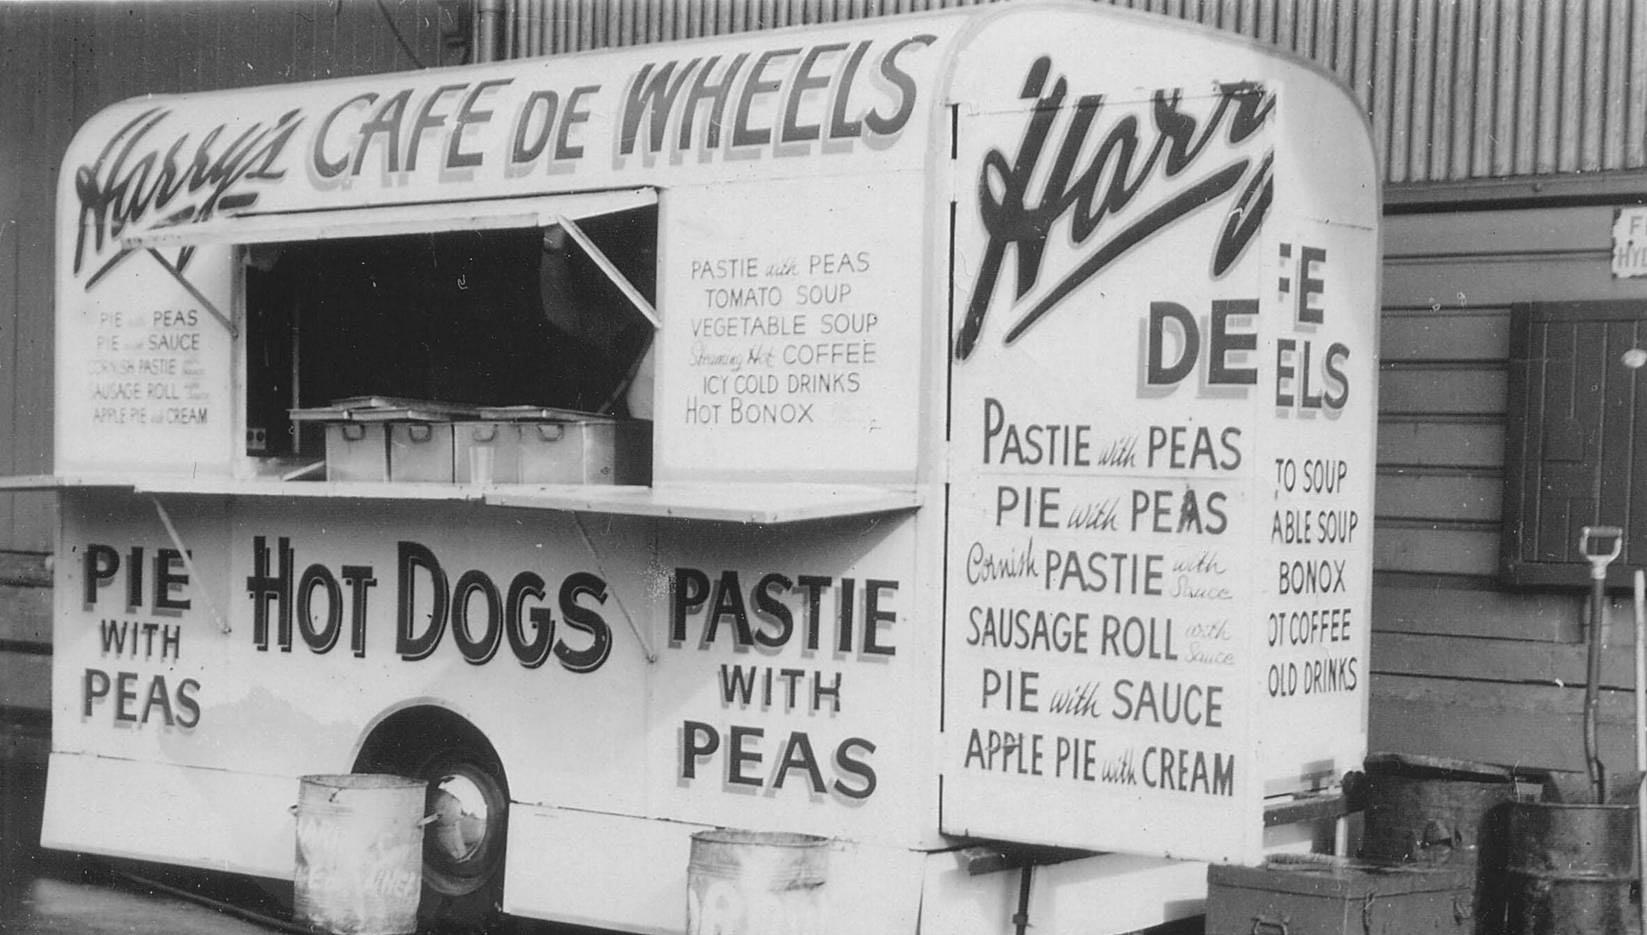 Harry's CAFE DE WHEELS
PIE with PEAS
PIE with SAUCE
CORNISH PASTIE
SAUSAGE ROLL
APPLE PIE with CREAM
PASTIE with PEAS
TOMATO SOUP
VEGETABLE SOUP
Steaming Hot COFFEE
ICY COLD DRINKS
HOT BONOX
PIE
WITH
PEAS
HOT DOGS
PASTIE
WITH
PEAS
Harry
DE
PASTIE with PEAS
PIE with PEAS
Cornish PASTIE with Sauce
SAUSAGE ROLL with Sauce
PIE with SAUCE
APPLE PIE with CREAM
FE
ELS
TO SOUP
ABLE SOUP
BONOX
OT COFFEE
OLD DRINKS